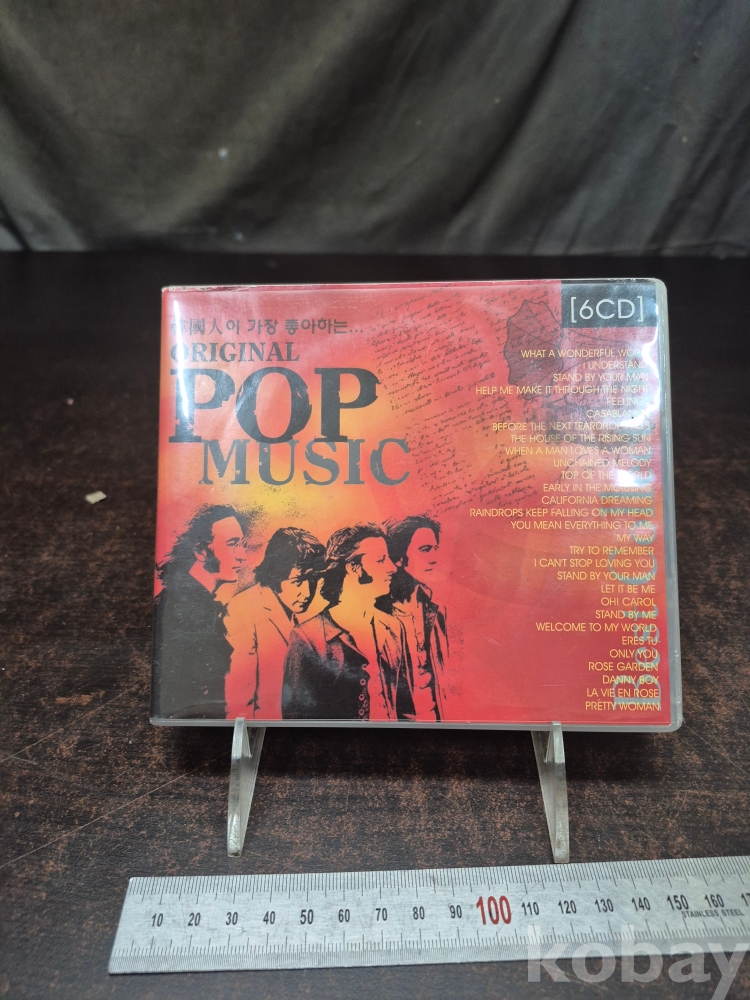 韓國人이 가장 좋아하는...
ORIGINAL
POP
MUSIC
[6CD]
WHAT A WONDERFUL WORLD
I UNDERSTAND
STAND BY YOUR MAN
HELP ME MAKE IT THROUGH THE NIGHT
FEELINGS
CASABLANCA
BEFORE THE NEXT TEARDROP FALLS
THE HOUSE OF THE RISING SUN
WHEN A MAN LOVES A WOMAN
UNCHAINED MELODY
TOP OF THE WORLD
EARLY IN THE MORNING
CALIFORNIA DREAMING
RAINDROPS KEEP FALLING ON MY HEAD
YOU MEAN EVERYTHING TO ME
MY WAY
TRY TO REMEMBER
I CAN'T STOP LOVING YOU
STAND BY YOUR MAN
LET IT BE ME
OH! CAROL
STAND BY ME
WELCOME TO MY WORLD
ERES TU
ONLY YOU
ROSE GARDEN
DANNY BOY
LA VIE EN ROSE
PRETTY WOMAN
10 20 30 40 50 60 70 80 90 100 110 120 130 140 150 160
STAINLESS STEEL
kobay